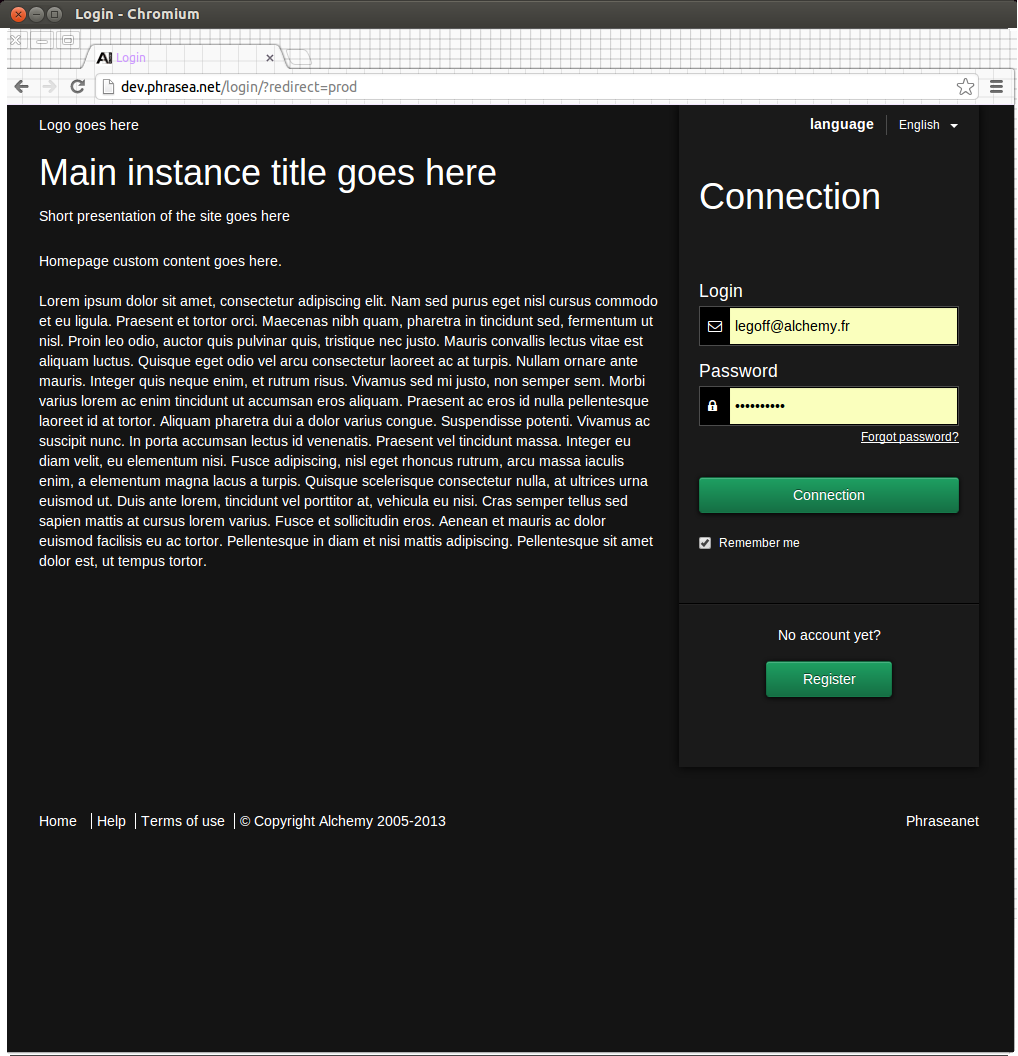 Login - Chromium
AI Login
dev.phrasea.net/login/?redirect=prod
Logo goes here
Main instance title goes here
Short presentation of the site goes here
Homepage custom content goes here.
Lorem ipsum dolor sit amet, consectetur adipiscing elit. Nam sed purus eget nisl cursus commodo
et eu ligula. Praesent et tortor orci. Maecenas nibh quam, pharetra in tincidunt sed, fermentum ut
nisl. Proin leo odio, auctor quis pulvinar quis, tristique nec justo. Mauris convallis lectus vitae est
aliquam luctus. Quisque eget odio vel arcu consectetur laoreet ac at turpis. Nullam ornare ante
mauris. Integer quis neque enim, et rutrum risus. Vivamus sed mi justo, non semper sem. Morbi
varius lorem ac enim tincidunt ut accumsan eros aliquam. Praesent ac eros id nulla pellentesque
laoreet id at tortor. Aliquam pharetra dui a dolor varius congue. Suspendisse potenti. Vivamus ac
suscipit nunc. In porta accumsan lectus id venenatis. Praesent vel tincidunt massa. Integer eu
diam velit, eu elementum nisi. Fusce adipiscing, nisl eget rhoncus rutrum, arcu massa iaculis
enim, a elementum magna lacus a turpis. Quisque scelerisque consectetur nulla, at ultrices urna
euismod ut. Duis ante lorem, tincidunt vel porttitor at, vehicula eu nisi. Cras semper tellus sed
sapien mattis at cursus lorem varius. Fusce et sollicitudin eros. Aenean et mauris ac dolor
euismod facilisis eu ac tortor. Pellentesque in diam et nisi mattis adipiscing. Pellentesque sit amet
dolor est, ut tempus tortor.
language English
Connection
Login
legoff@alchemy.fr
Password
••••••••••
Forgot password?
Connection
Remember me
No account yet?
Register
Home | Help | Terms of use | © Copyright Alchemy 2005-2013
Phraseanet